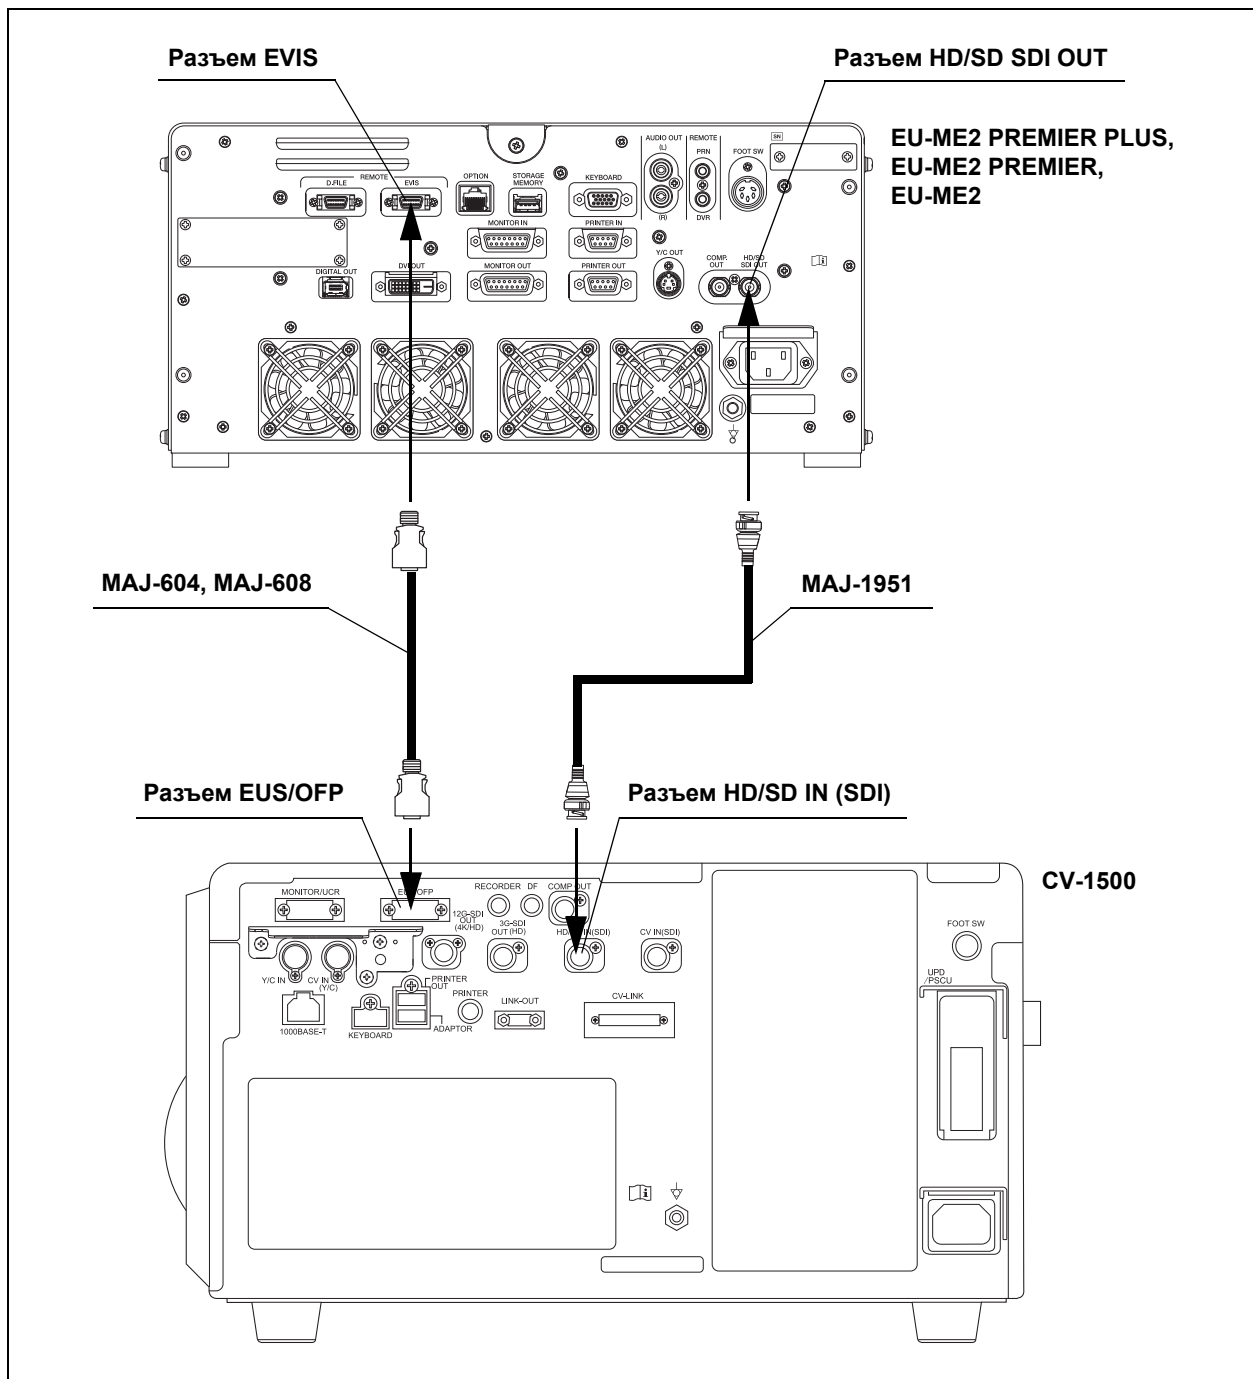 Разъем EVIS
Разъем HD/SD SDI OUT
EU-ME2 PREMIER PLUS,
EU-ME2 PREMIER,
EU-ME2
AUDIO OUT
(L)
(R)
REMOTE
PRN
DVR
SN
FOOT SW
REMOTE
D.FILE
EVIS
OPTION
STORAGE
MEMORY
KEYBOARD
MONITOR IN
PRINTER IN
Y/C OUT
COMP.
OUT
HD/SD
SDI OUT
DIGITAL OUT
DVI OUT
MONITOR OUT
PRINTER OUT
MAJ-604, MAJ-608
MAJ-1951
Разъем EUS/OFP
Разъем HD/SD IN (SDI)
CV-1500
MONITOR/UCR
RECORDER
DF
COMP OUT
12G-SDI
OUT
(4K/HD)
3G-SDI
OUT (HD)
CV IN(SDI)
FOOT SW
Y/C IN
CV IN
(Y/C)
PRINTER
OUT
PRINTER
LINK-OUT
CV-LINK
UPD
/PSCU
1000BASE-T
KEYBOARD
ADAPTOR